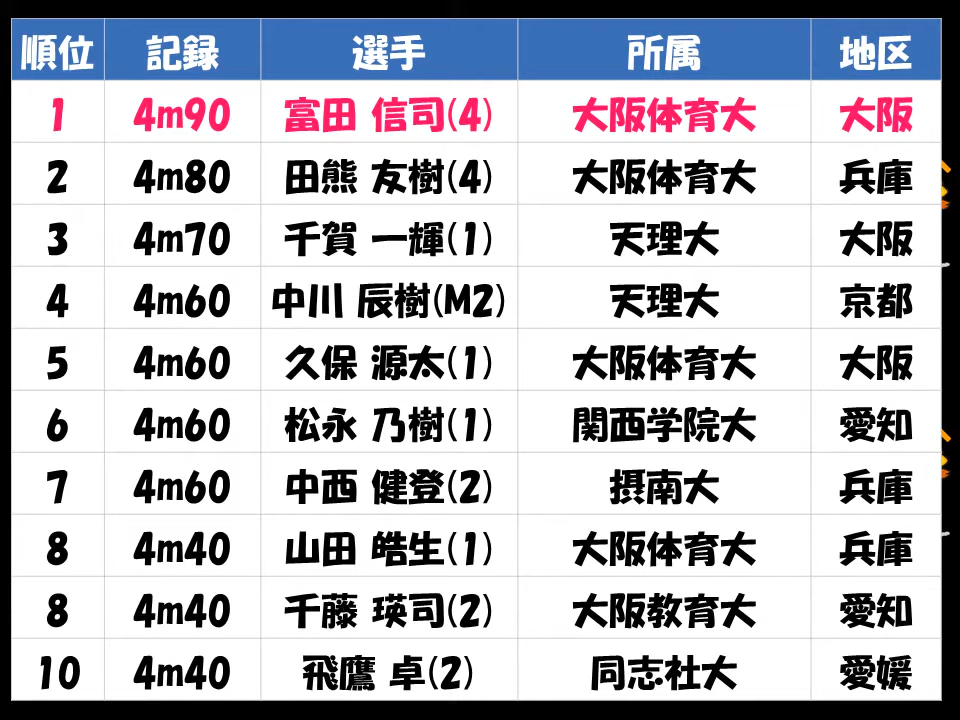 順位 記録 選手 所属 地区
1 4m90 富田 信司(4) 大阪体育大 大阪
2 4m80 田熊 友樹(4) 大阪体育大 兵庫
3 4m70 千賀 一輝(1) 天理大 大阪
4 4m60 中川 辰樹(M2) 天理大 京都
5 4m60 久保 源太(1) 大阪体育大 大阪
6 4m60 松永 乃樹(1) 関西学院大 愛知
7 4m60 中西 健登(2) 摂南大 兵庫
8 4m40 山田 皓生(1) 大阪体育大 兵庫
8 4m40 千藤 瑛司(2) 大阪教育大 愛知
10 4m40 飛鷹 卓(2) 同志社大 愛媛